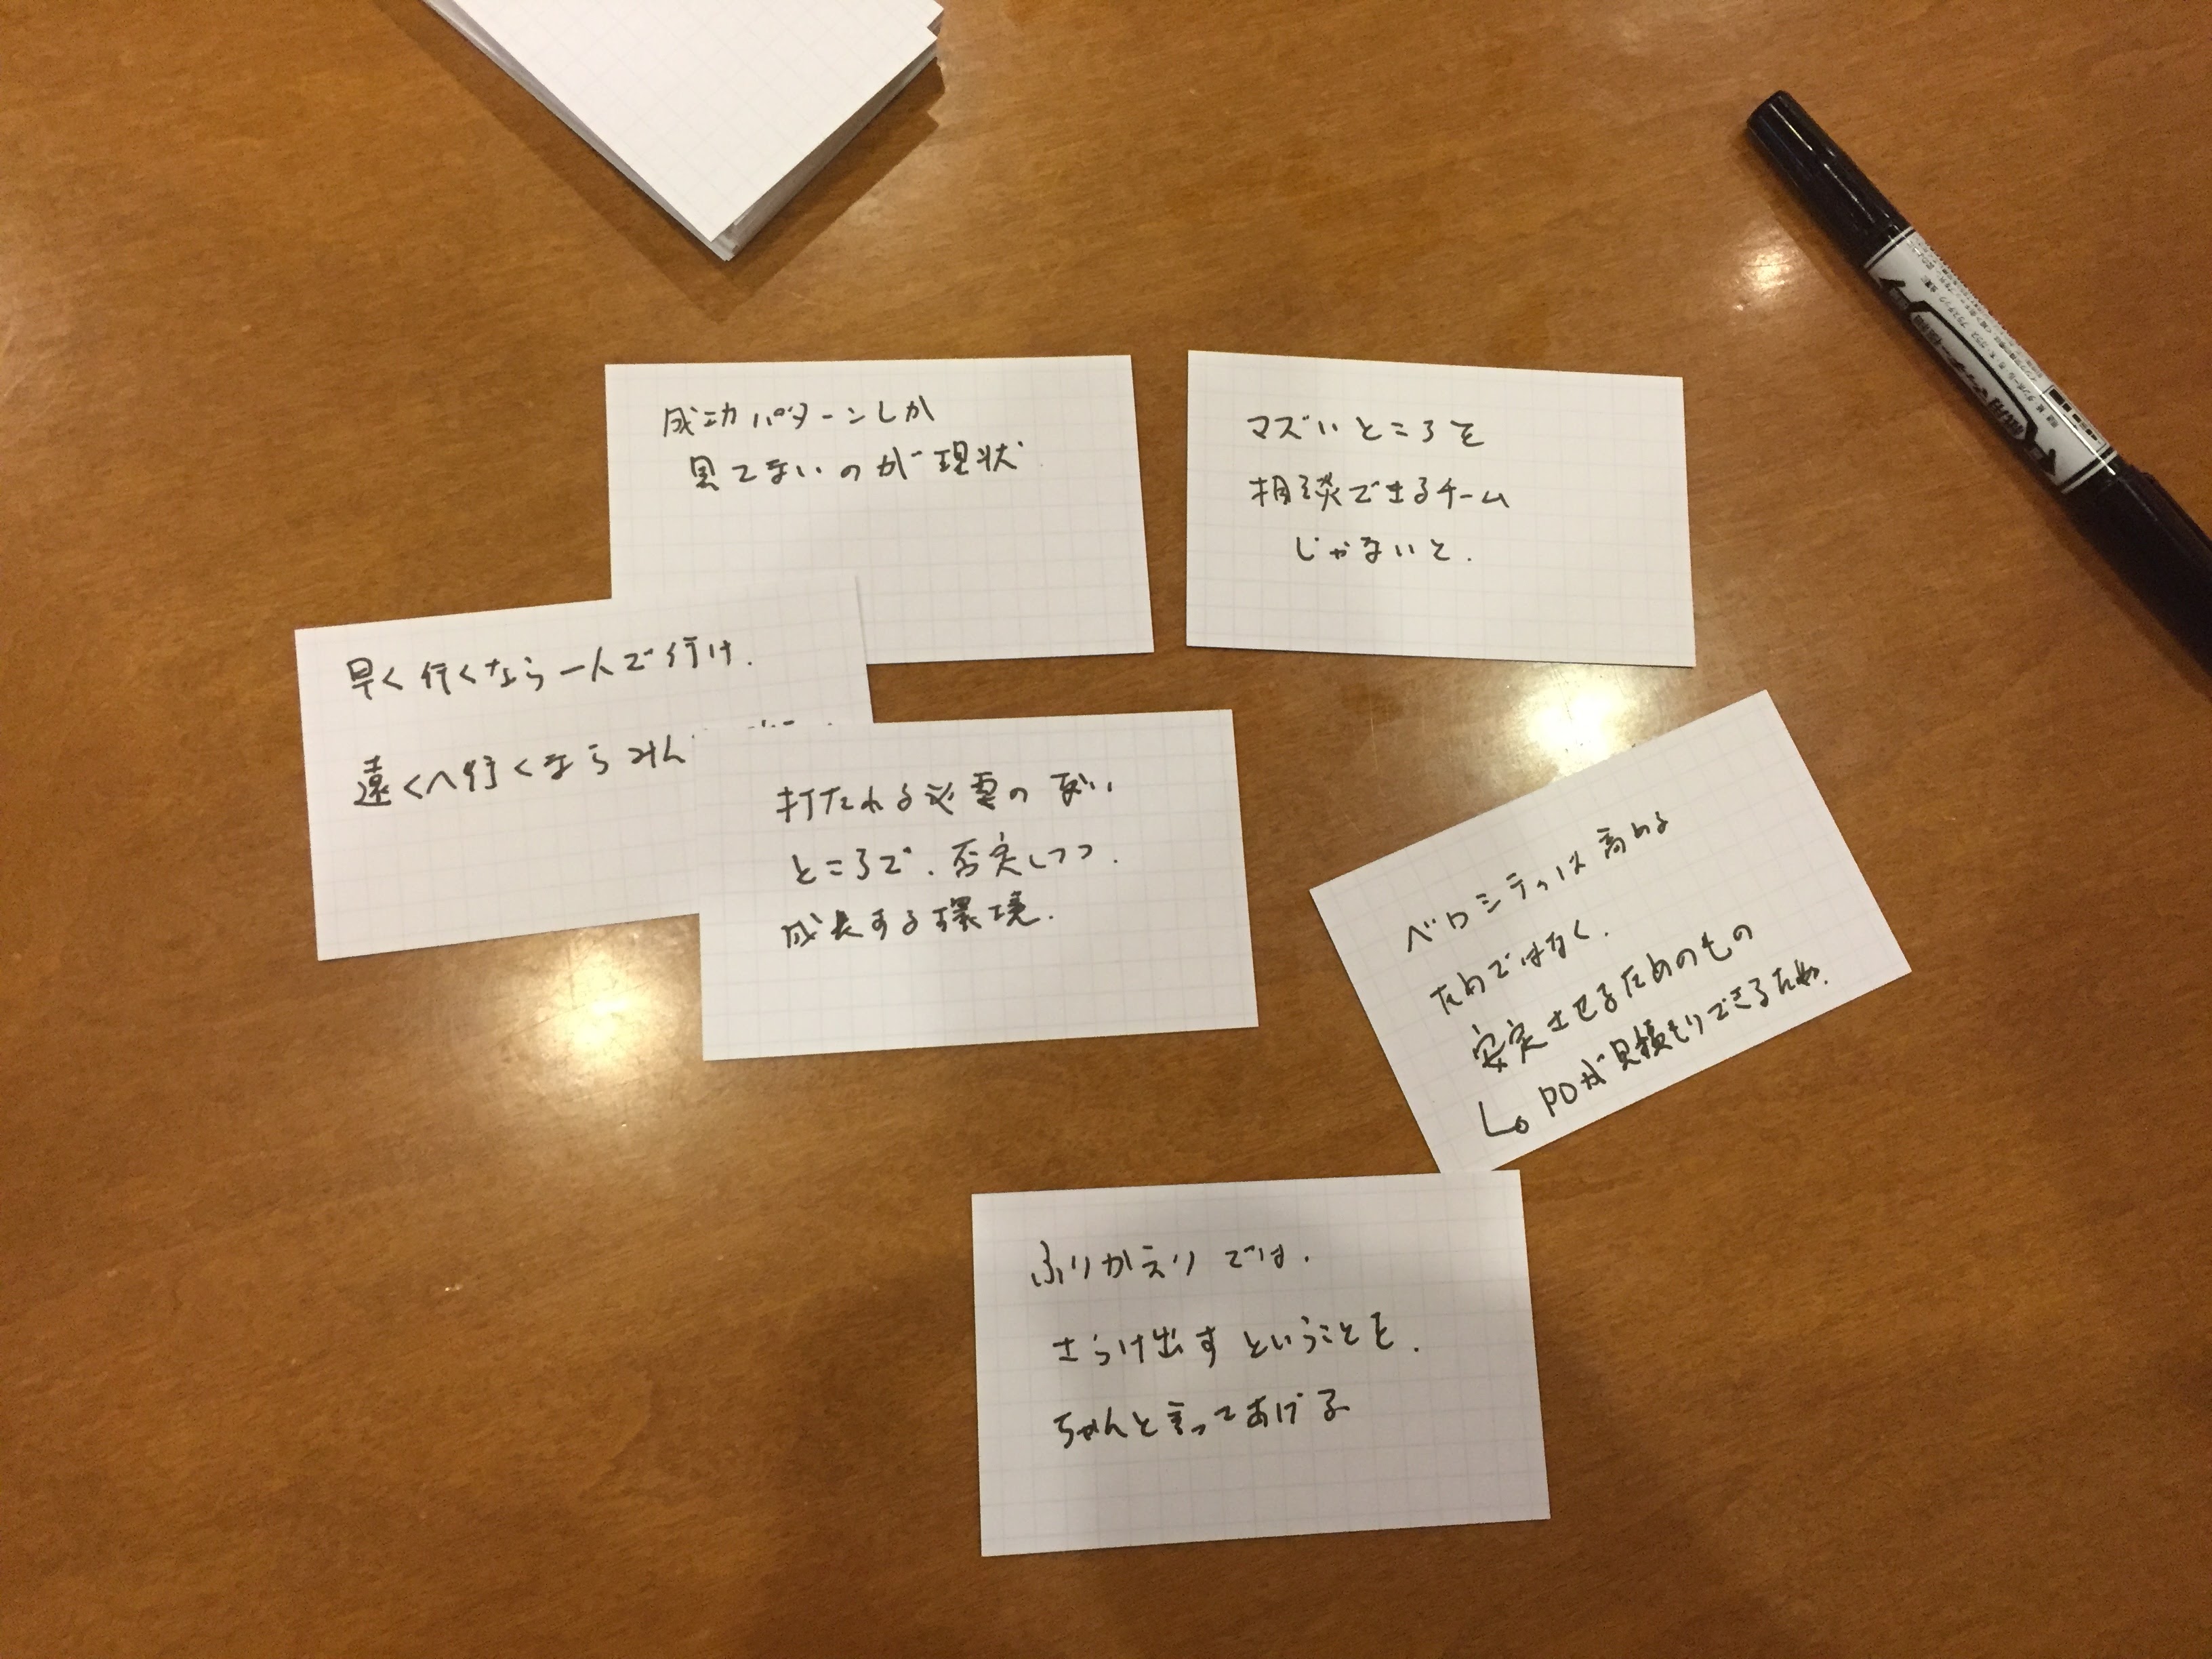 成功パターンしか
見てないのが現状
マズいところを
相談できるチーム
じゃないと.
早く行くなら一人で行け.
遠くへ行くならみん
打たれる必要の無い
ところで、否定しつつ.
成長する環境.
ベロシティは高める
ためではなく.
安定させるためのもの
POが見積もりできるため.
ふりかえりでは.
さらけ出すということを.
ちゃんと言ってあげる